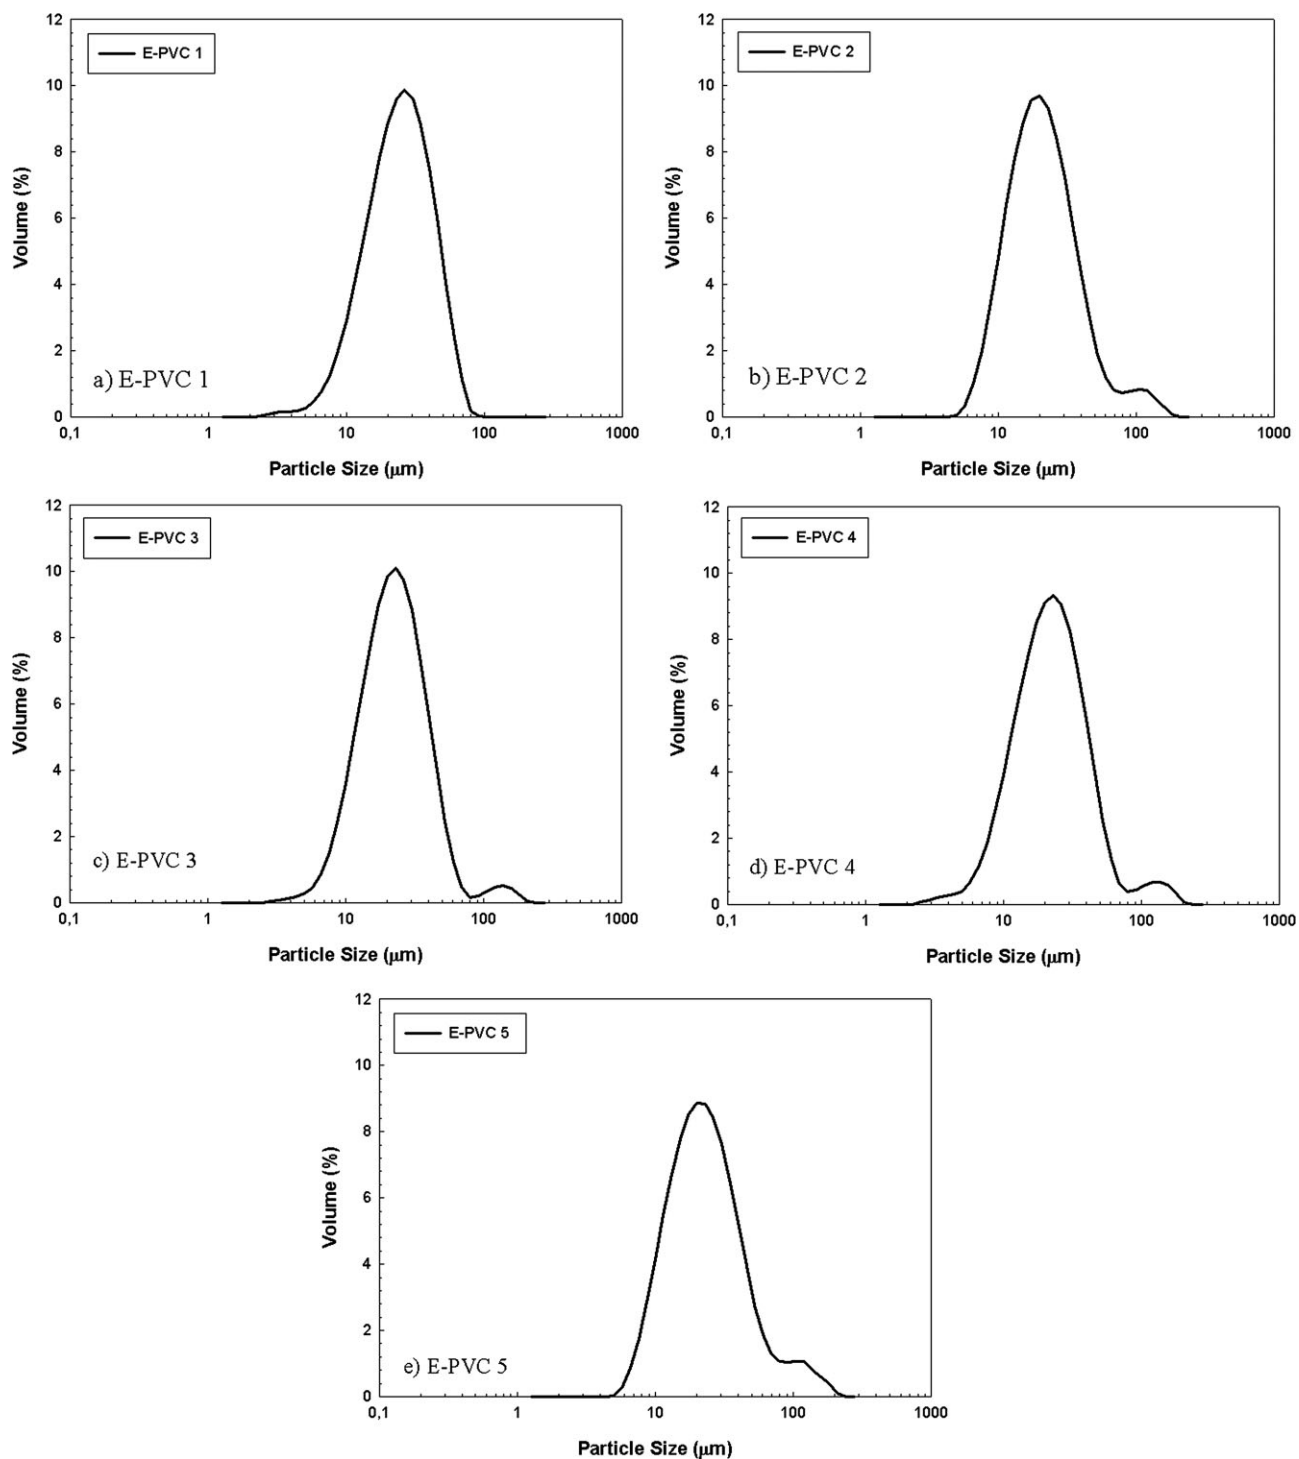 12
10
8
6
4
2
0
Volume (%)
E-PVC 1
a) E-PVC 1
0,1 1 10 100 1000
Particle Size (μm)
12
10
8
6
4
2
0
Volume (%)
E-PVC 2
b) E-PVC 2
0,1 1 10 100 1000
Particle Size (μm)
12
10
8
6
4
2
0
Volume (%)
E-PVC 3
c) E-PVC 3
0,1 1 10 100 1000
Particle Size (μm)
12
10
8
6
4
2
0
Volume (%)
E-PVC 4
d) E-PVC 4
0,1 1 10 100 1000
Particle Size (μm)
12
10
8
6
4
2
0
Volume (%)
E-PVC 5
e) E-PVC 5
0,1 1 10 100 1000
Particle Size (μm)